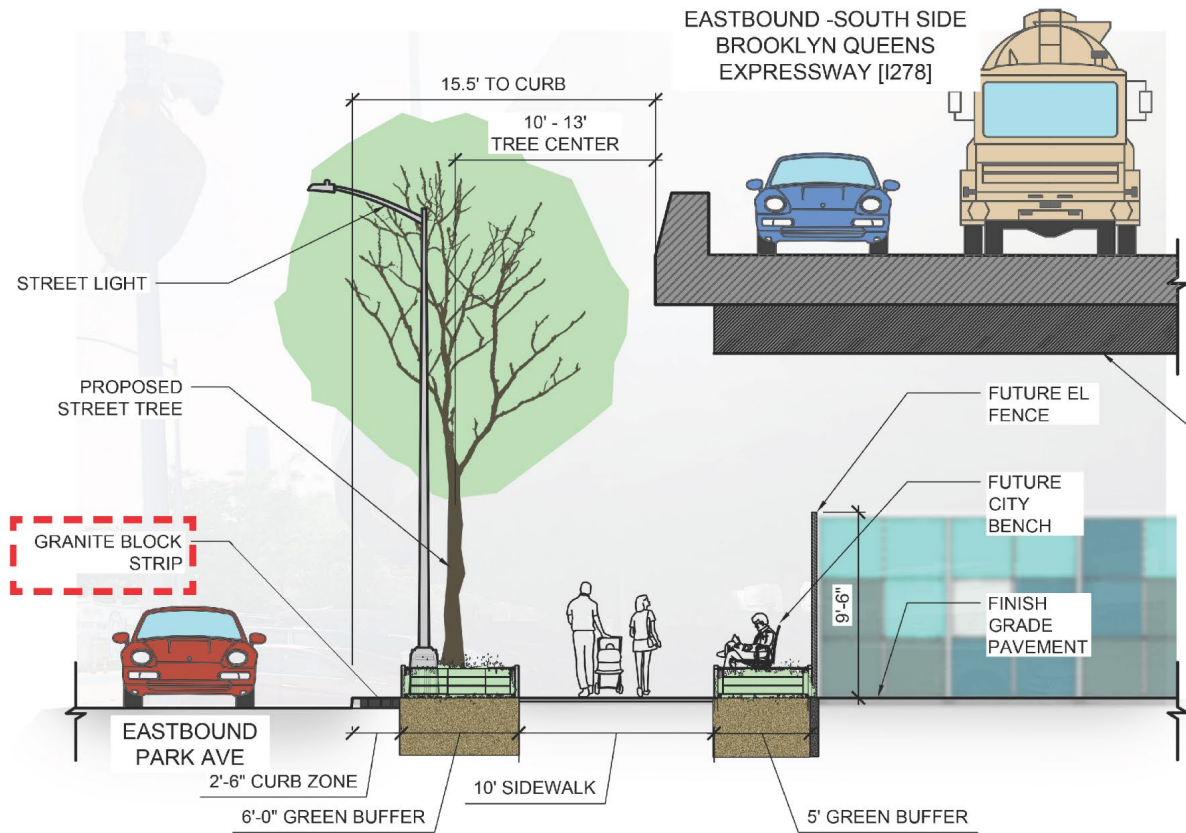 EASTBOUND -SOUTH SIDE
BROOKLYN QUEENS
EXPRESSWAY [I278]
15.5' TO CURB
10' - 13'
TREE CENTER
STREET LIGHT
PROPOSED
STREET TREE
FUTURE EL
FENCE
FUTURE
CITY
BENCH
GRANITE BLOCK
STRIP
9'-6"
FINISH
GRADE
PAVEMENT
EASTBOUND
PARK AVE
2'-6" CURB ZONE
10' SIDEWALK
6'-0" GREEN BUFFER
5' GREEN BUFFER